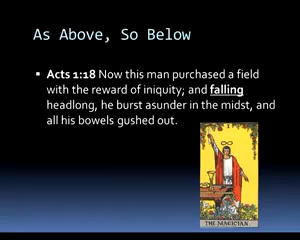 As Above, So Below
▪ Acts 1:18 Now this man purchased a field
with the reward of iniquity; and falling
headlong, he burst asunder in the midst, and
all his bowels gushed out.
I
THE MAGICIAN.